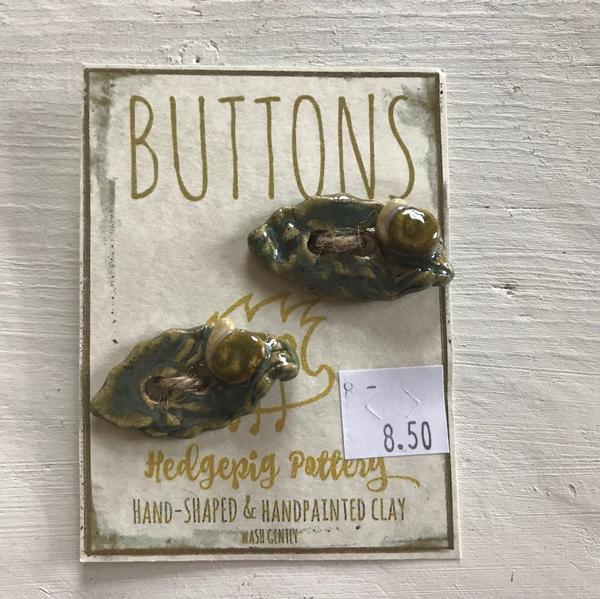 BUTTONS
8.50
Hedgepig Pottery
HAND-SHAPED & HANDPAINTED CLAY
WASH GENTLY